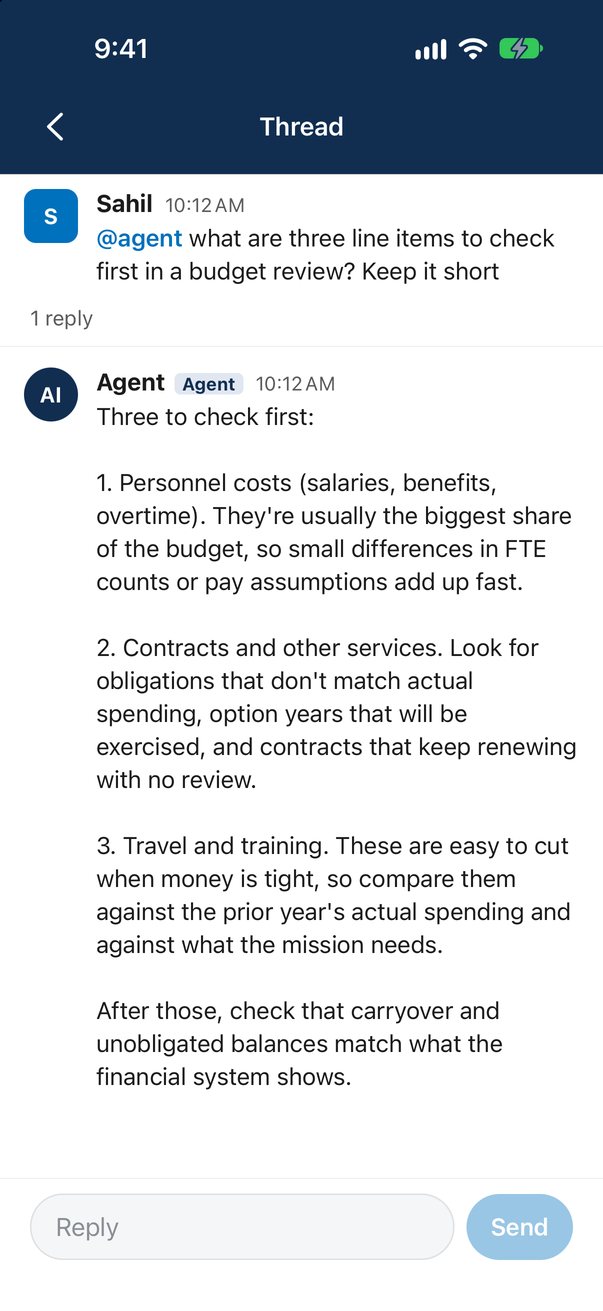 9:41
Thread
S
Sahil 10:12 AM
@agent what are three line items to check
first in a budget review? Keep it short
1 reply
AI
Agent Agent 10:12 AM
Three to check first:
1. Personnel costs (salaries, benefits,
overtime). They're usually the biggest share
of the budget, so small differences in FTE
counts or pay assumptions add up fast.
2. Contracts and other services. Look for
obligations that don't match actual
spending, option years that will be
exercised, and contracts that keep renewing
with no review.
3. Travel and training. These are easy to cut
when money is tight, so compare them
against the prior year's actual spending and
against what the mission needs.
After those, check that carryover and
unobligated balances match what the
financial system shows.
Reply
Send